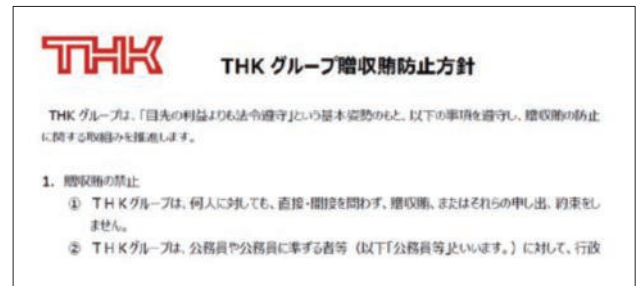 THK
THK グループ贈収賄防止方針
THK グループは、「目先の利益よりも法令遵守」という基本姿勢のもと、以下の事項を遵守し、贈収賄の防止
に関する取組みを推進します。
1. 贈収賄の禁止
① THKグループは、何人に対しても、直接・間接を問わず、贈収賄、またはそれらの申し出、約束をし
ません。
② THKグループは、公務員や公務員に準ずる者等（以下「公務員等」といいます。）に対して、行政